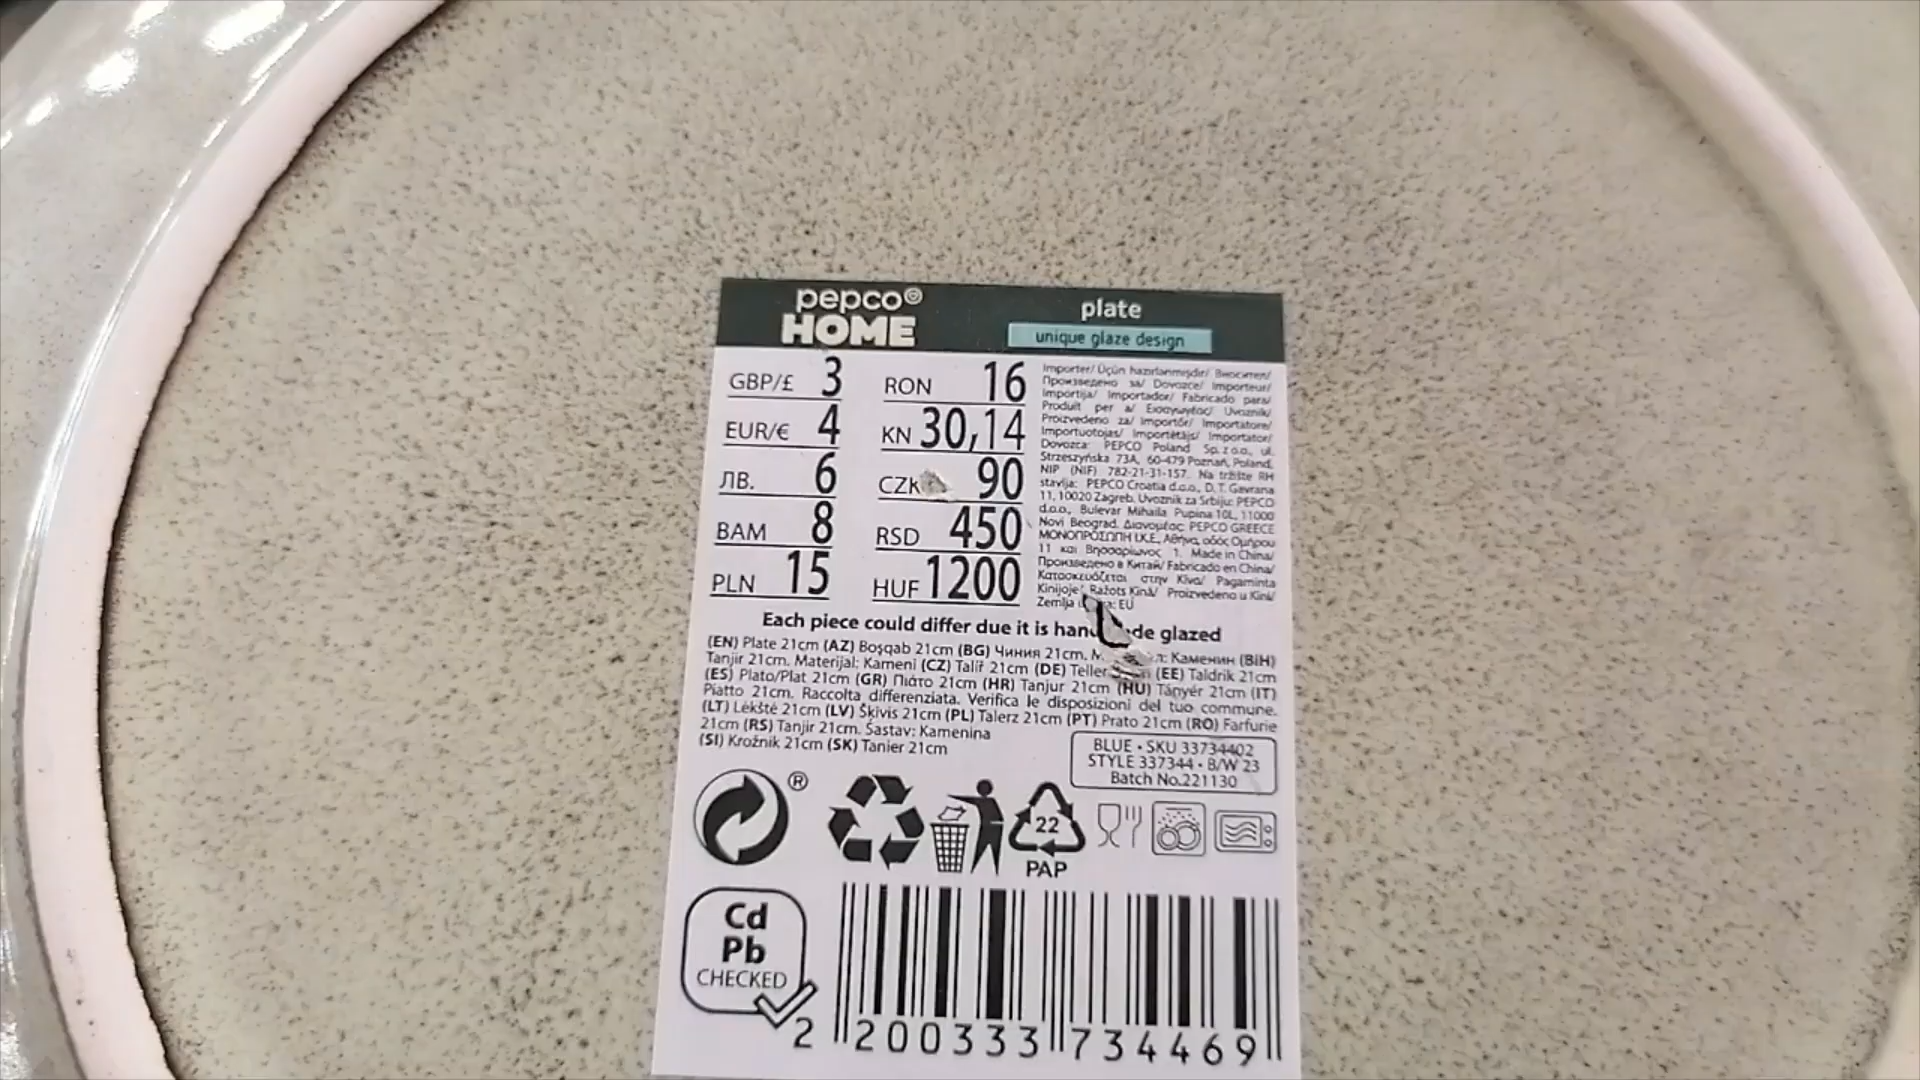 pepco®
HOME
plate
unique glaze design
GBP/£ 3
EUR/€ 4
ЛВ. 6
BAM 8
PLN 15
RON 16
KN 30,14
CZK 90
RSD 450
HUF 1200
Importer/ Üçün hazırlanmışdır/ Вносител/
Произведено за/ Dovozce/ Importeur/
Importija/ Importador/ Fabricado para/
Produit per a/ Εισαγωγέας/ Uvoznik/
Proizvedeno za/ Importőr/ Importatore/
Importuotojas/ Importētājs/ Importator/
Dovozca: PEPCO Poland Sp. z o.o., ul.
Strzeszyńska 73A, 60-479 Poznań, Poland,
NIP (NIF) 782-21-31-157. Na tržište RH
stavlja: PEPCO Croatia d.o.o., D. T. Gavrana
11, 10020 Zagreb. Uvoznik za Srbiju: PEPCO
d.o.o., Bulevar Mihaila Pupina 10L, 11000
Novi Beograd. Διανομέας: PEPCO GREECE
ΜΟΝΟΠΡΟΣΩΠΗ Ι.Κ.Ε., Αθήνα, οδός Ομήρου
11 και Βησσαρίωνος 1. Made in China/
Произведено в Китай/ Fabricado en China/
Κατασκευάζεται στην Κίνα/ Pagaminta
Kinijoje/ Ražots Ķīnā/ Proizvedeno u Kini/
Zemlja EU
Each piece could differ due it is de glazed
(EN) Plate 21cm (AZ) Boşqab 21cm (BG) Чиния 21cm. Каменин (BiH)
Tanjir 21cm. Materijal: Kameni (CZ) Talíř 21cm (DE) Teller (EE) Taldrik 21cm
(ES) Plato/Plat 21cm (GR) Πιάτο 21cm (HR) Tanjur 21cm (HU) Tányér 21cm (IT)
Piatto 21cm. Raccolta differenziata. Verifica le disposizioni del tuo commune.
(LT) Lėkštė 21cm (LV) Šķīvis 21cm (PL) Talerz 21cm (PT) Prato 21cm (RO) Farfurie
21cm (RS) Tanjir 21cm. Sastav: Kamenina
(SI) Krožnik 21cm (SK) Tanier 21cm
BLUE • SKU 33734402
STYLE 337344 • B/W 23
Batch No.221130
®
22
PAP
Cd
Pb
CHECKED
2 200333 734469